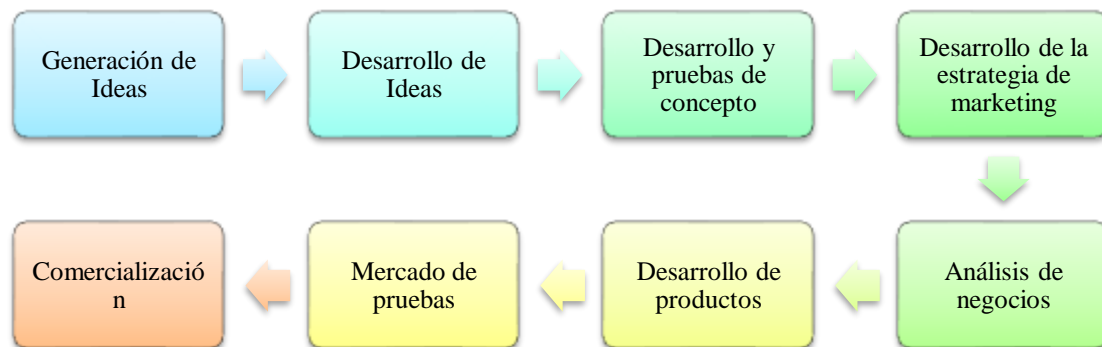 Generación de
Ideas
Desarrollo de
Ideas
Desarrollo y
pruebas de
concepto
Desarrollo de la
estrategia de
marketing
Análisis de
negocios
Desarrollo de
productos
Mercado de
pruebas
Comercializació
n